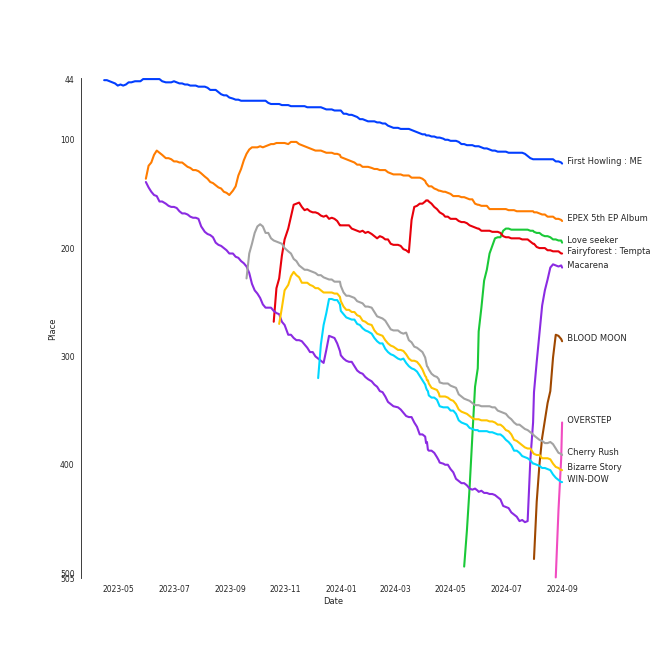 44
100
200
300
400
500
505
Place
First Howling : ME
EPEX 5th EP Album
Love seeker
Fairyforest : Tempta
Macarena
BLOOD MOON
OVERSTEP
Cherry Rush
Bizarre Story
WIN-DOW
2023-05
2023-07
2023-09
2023-11
2024-01
2024-03
2024-05
2024-07
2024-09
Date